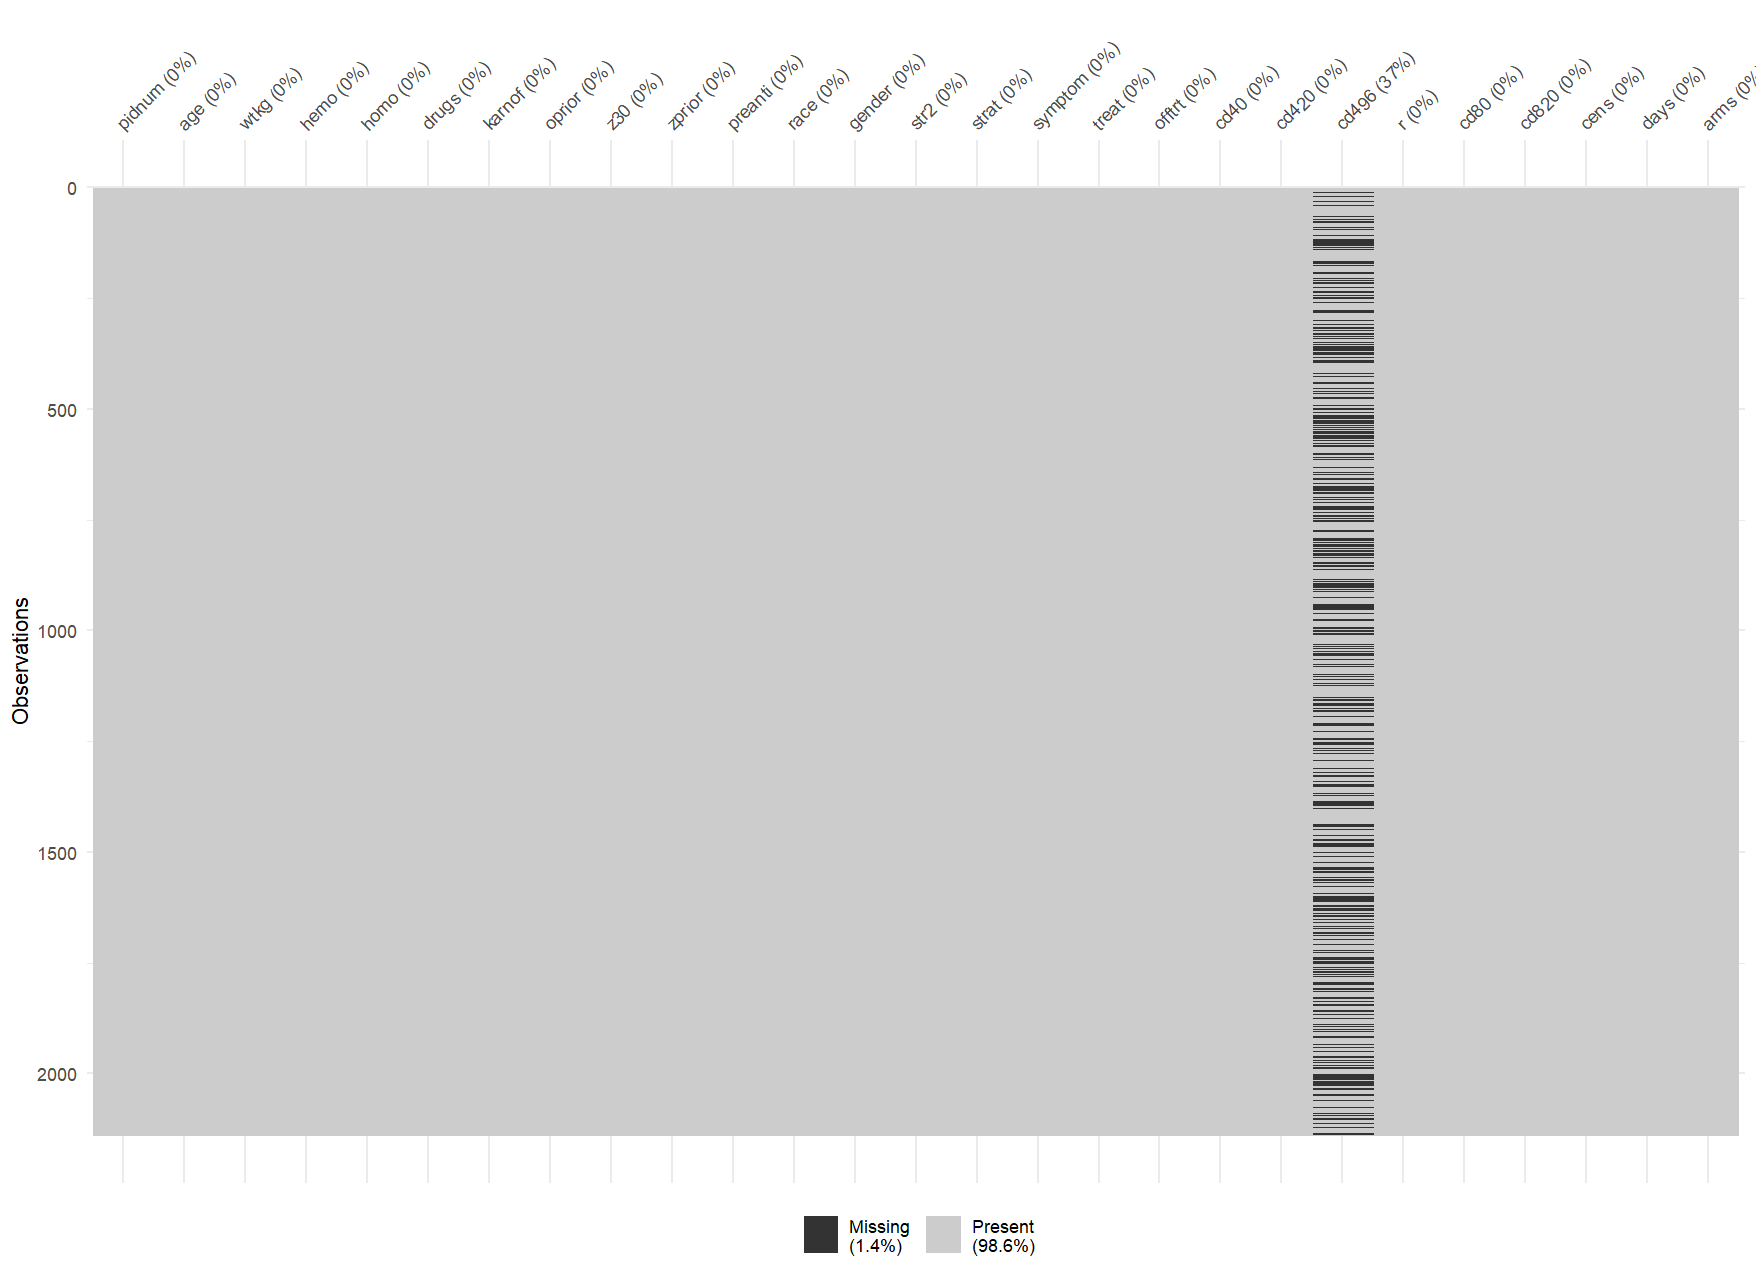 pidnum (0%)
age (0%)
wtkg (0%)
hemo (0%)
homo (0%)
drugs (0%)
karnof (0%)
oprior (0%)
z30 (0%)
zprior (0%)
preanti (0%)
race (0%)
gender (0%)
str2 (0%)
strat (0%)
symptom (0%)
treat (0%)
offtrt (0%)
cd40 (0%)
cd420 (0%)
cd496 (37%)
r (0%)
cd80 (0%)
cd820 (0%)
cens (0%)
days (0%)
arms (0%
0
500
1000
1500
2000
Observations
Missing
(1.4%)
Present
(98.6%)